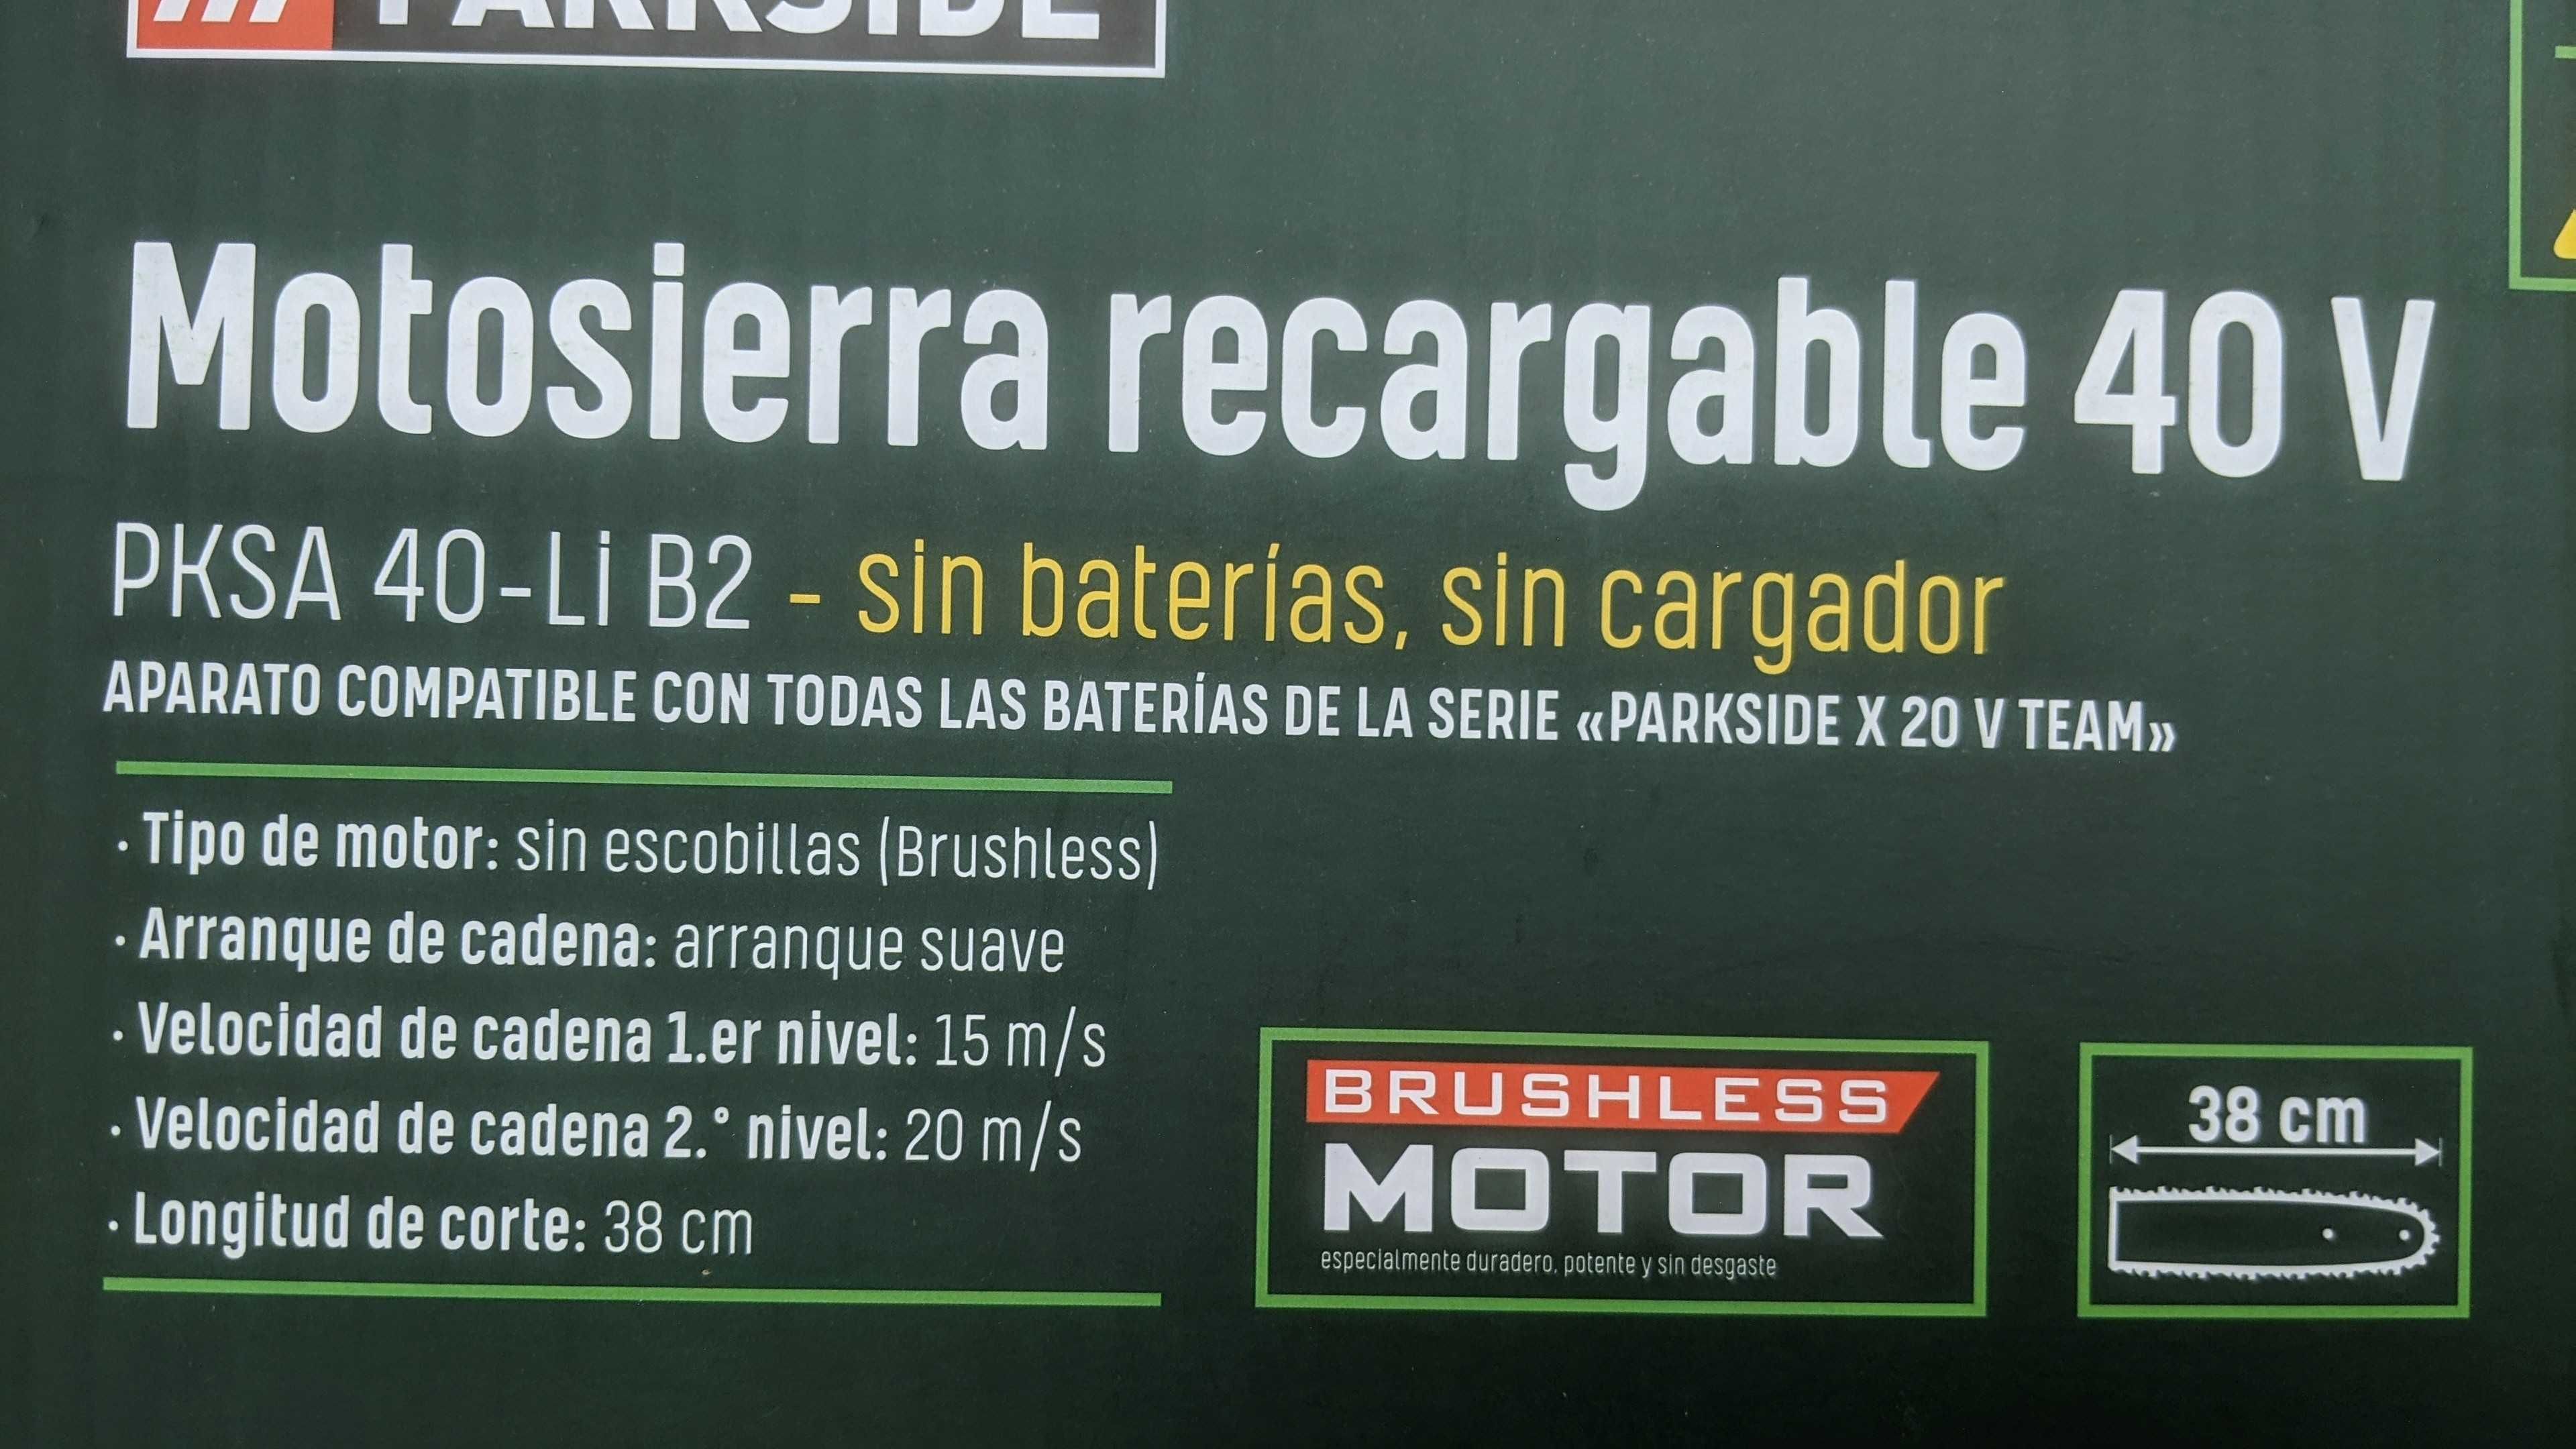 PARKSIDE
Motosierra recargable 40 V
PKSA 40-Li B2 - sin baterías, sin cargador
APARATO COMPATIBLE CON TODAS LAS BATERÍAS DE LA SERIE «PARKSIDE X 20 V TEAM»
· Tipo de motor: sin escobillas (Brushless)
· Arranque de cadena: arranque suave
· Velocidad de cadena 1.er nivel: 15 m/s
· Velocidad de cadena 2.° nivel: 20 m/s
· Longitud de corte: 38 cm
BRUSHLESS
MOTOR
especialmente duradero, potente y sin desgaste
38 cm